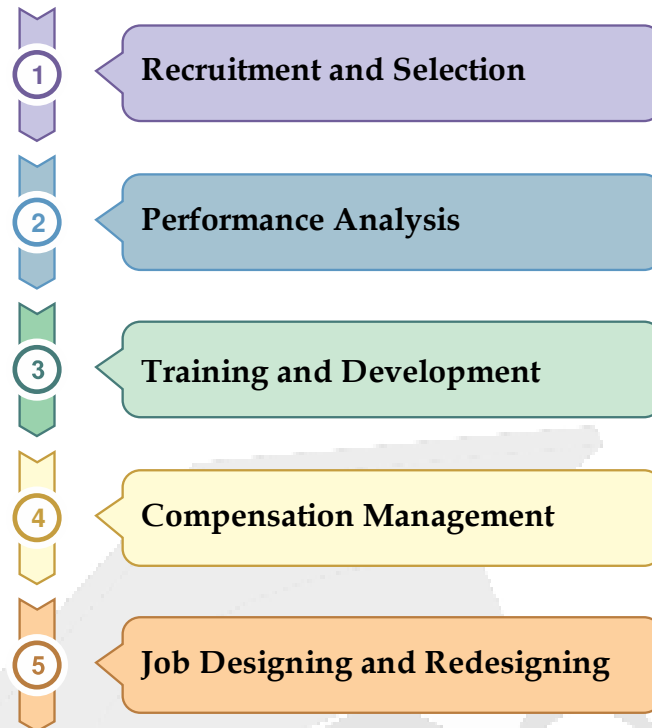 1
Recruitment and Selection
2
Performance Analysis
3
Training and Development
4
Compensation Management
5
Job Designing and Redesigning